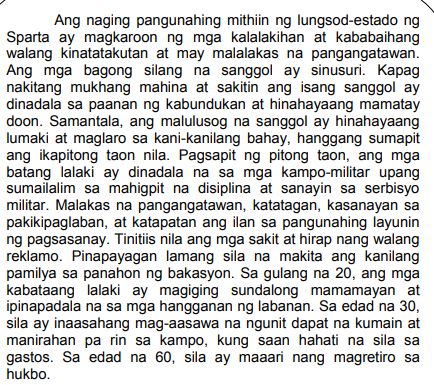 Ang naging pangunahing mithiin ng lungsod-estado ng
Sparta ay magkaroon ng mga kalalakihan at kababaihang
walang kinatatakutan at may malalakas na pangangatawan.
Ang mga bagong silang na sanggol ay sinusuri. Kapag
nakitang mukhang mahina at sakitin ang isang sanggol ay
dinadala sa paanan ng kabundukan at hinahayaang mamatay
doon. Samantala, ang malulusog na sanggol ay hinahayaang
lumaki at maglaro sa kani-kanilang bahay, hanggang sumapit
ang ikapitong taon nila. Pagsapit ng pitong taon, ang mga
batang lalaki ay dinadala na sa mga kampo-militar upang
sumailalim sa mahigpit na disiplina at sanayin sa serbisyo
militar. Malakas na pangangatawan, katatagan, kasanayan sa
pakikipaglaban, at katapatan ang ilan sa pangunahing layunin
ng pagsasanay. Tinitiis nila ang mga sakit at hirap nang walang
reklamo. Pinapayagan lamang sila na makita ang kanilang
pamilya sa panahon ng bakasyon. Sa gulang na 20, ang mga
kabataang lalaki ay magiging sundalong mamamayan at
ipinapadala na sa mga hangganan ng labanan. Sa edad na 30,
sila ay inaasahang mag-aasawa na ngunit dapat na kumain at
manirahan pa rin sa kampo, kung saan hahati na sila sa
gastos. Sa edad na 60, sila ay maaari nang magretiro sa
hukbo.